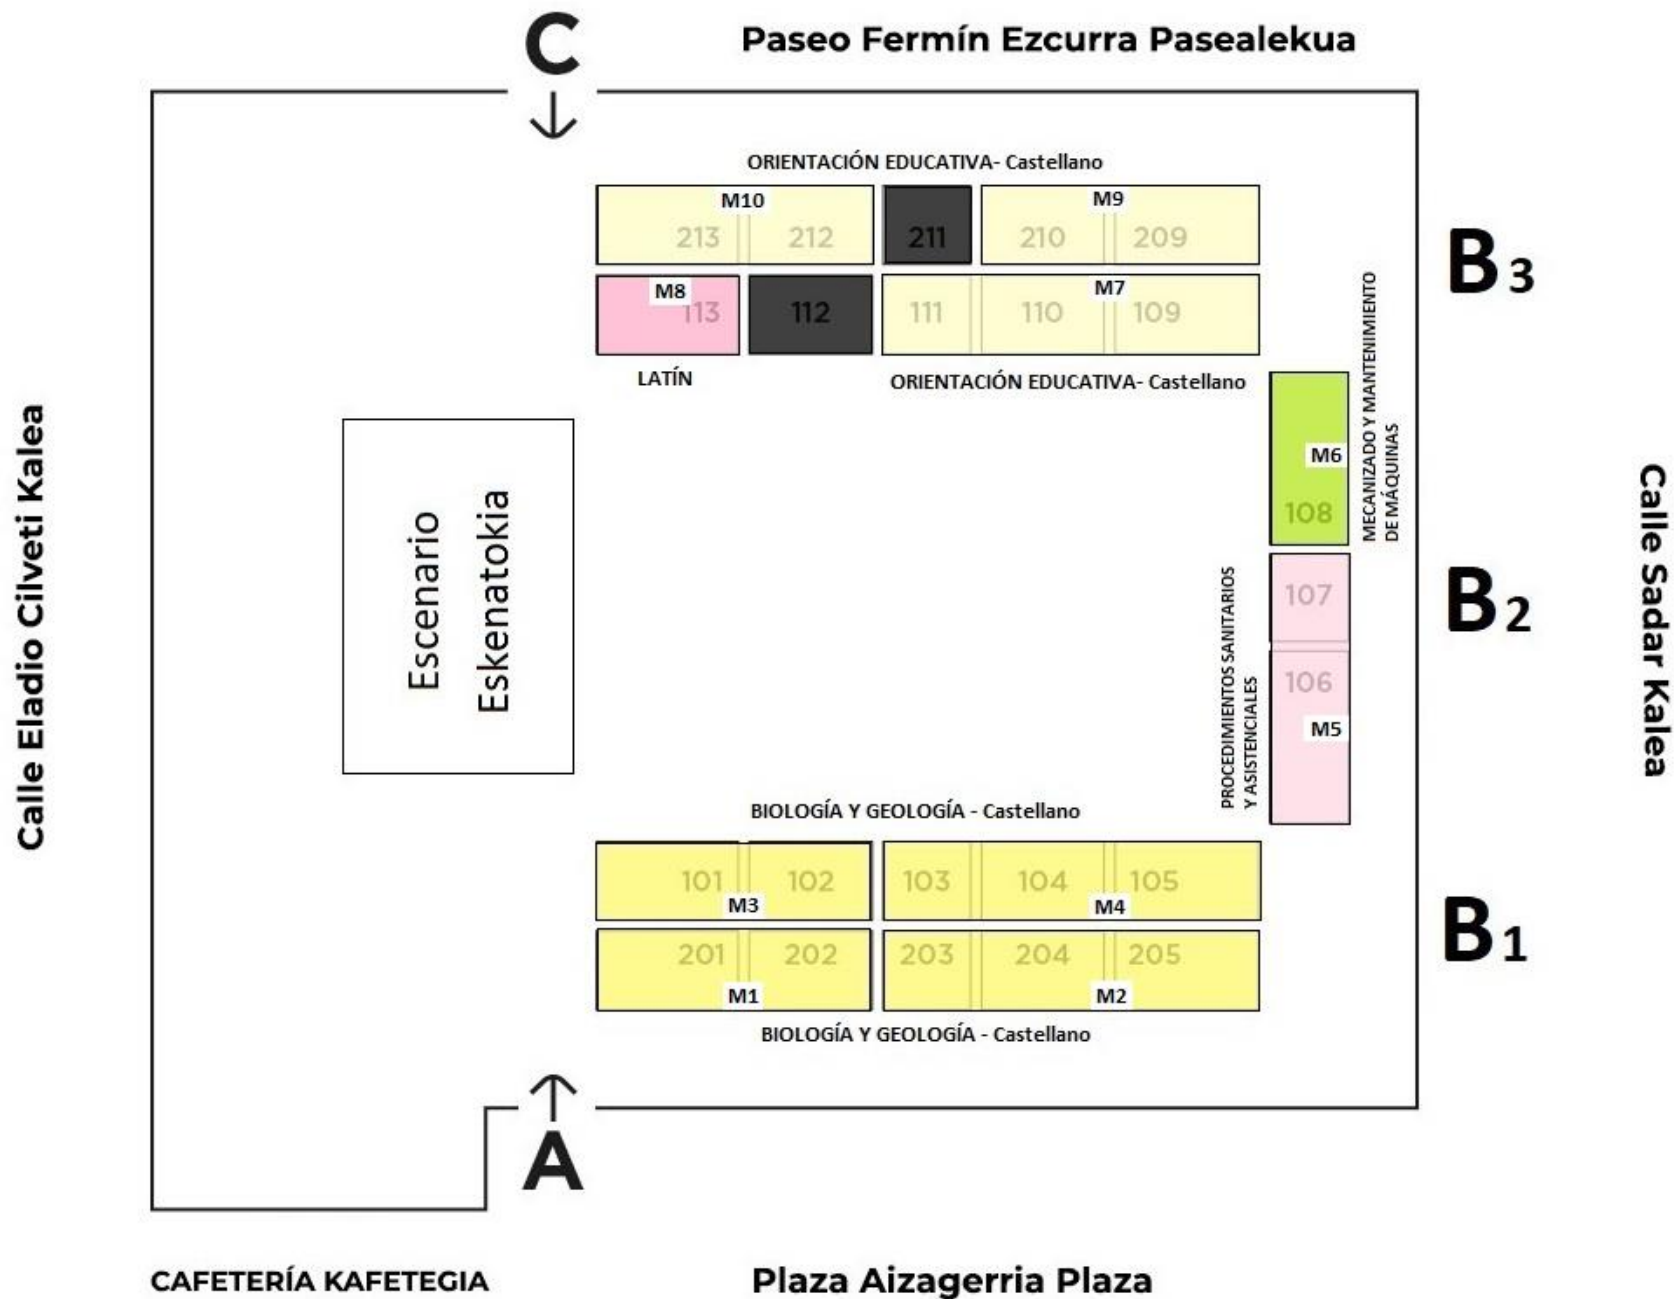 C
Paseo Fermín Ezcurra Pasealekua
ORIENTACIÓN EDUCATIVA- Castellano
M10
M9
213
212
211
210
209
M8
M7
113
112
111
110
109
LATÍN
ORIENTACIÓN EDUCATIVA- Castellano
B3
MECANIZADO Y MANTENIMIENTO
DE MÁQUINAS
M6
108
Calle Eladio Cilveti Kalea
Escenario
Eskenatokia
Calle Sadar Kalea
B2
107
106
M5
PROCEDIMIENTOS SANITARIOS
Y ASISTENCIALES
BIOLOGÍA Y GEOLOGÍA - Castellano
101
102
103
104
105
M3
M4
B1
201
202
203
204
205
M1
M2
BIOLOGÍA Y GEOLOGÍA - Castellano
A
CAFETERÍA KAFETEGIA
Plaza Aizagerria Plaza